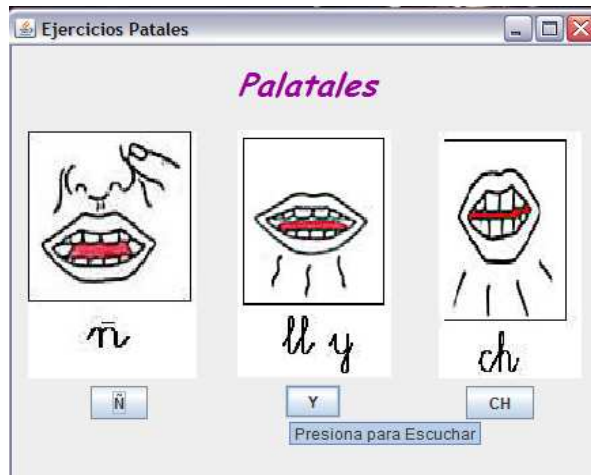 Ejercicios Patales
Palatales
ñ
ll y
ch
Ñ
Y
CH
Presiona para Escuchar